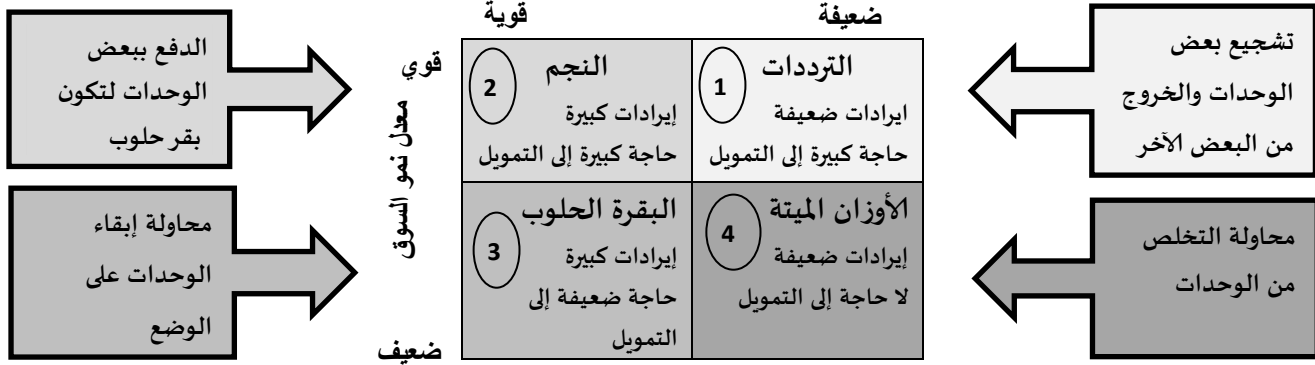 ضعيفة
قوية
تشجيع بعض
الوحدات والخروج
من البعض الآخر
الترددات
1
ايرادات ضعيفة
حاجة كبيرة إلى التمويل
النجم
2
إيرادات كبيرة
حاجة كبيرة إلى التمويل
قوي
معدل نمو السوق
ضعيف
الدفع ببعض
الوحدات لتكون
بقر حلوب
محاولة التخلص
من الوحدات
الأوزان الميتة
4
إيرادات ضعيفة
لا حاجة إلى التمويل
البقرة الحلوب
3
إيرادات كبيرة
حاجة ضعيفة إلى
التمويل
محاولة إبقاء
الوحدات على
الوضع